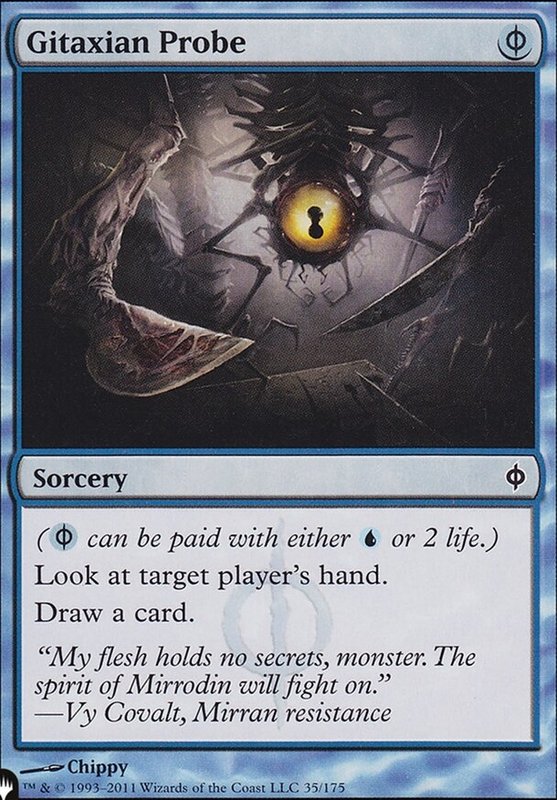 Gitaxian Probe
Sorcery
( can be paid with either or 2 life.)
Look at target player's hand.
Draw a card.
"My flesh holds no secrets, monster. The
spirit of Mirrodin will fight on."
—Vy Covalt, Mirran resistance
Chippy
™ & © 1993–2011 Wizards of the Coast LLC 35/175